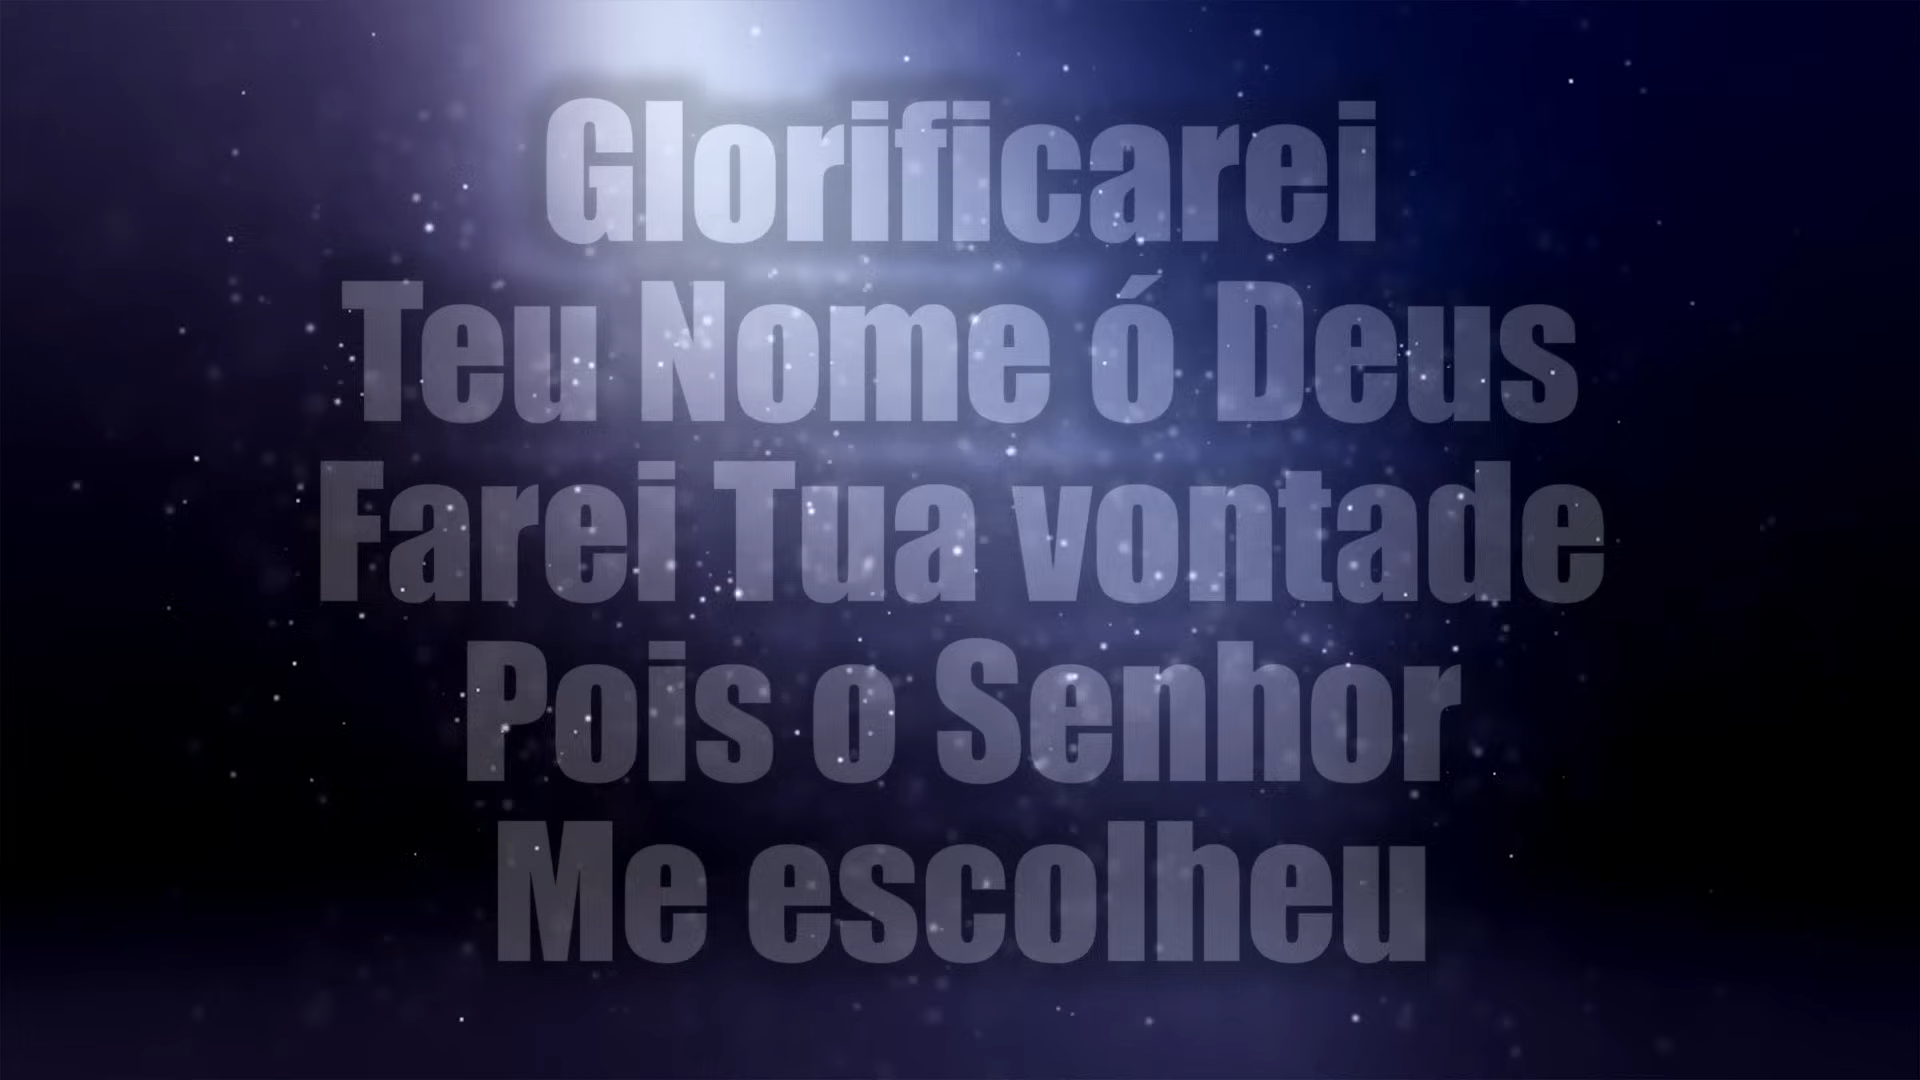 Glorificarei
Teu Nome ó Deus
Farei Tua vontade
Pois o Senhor
Me escolheu